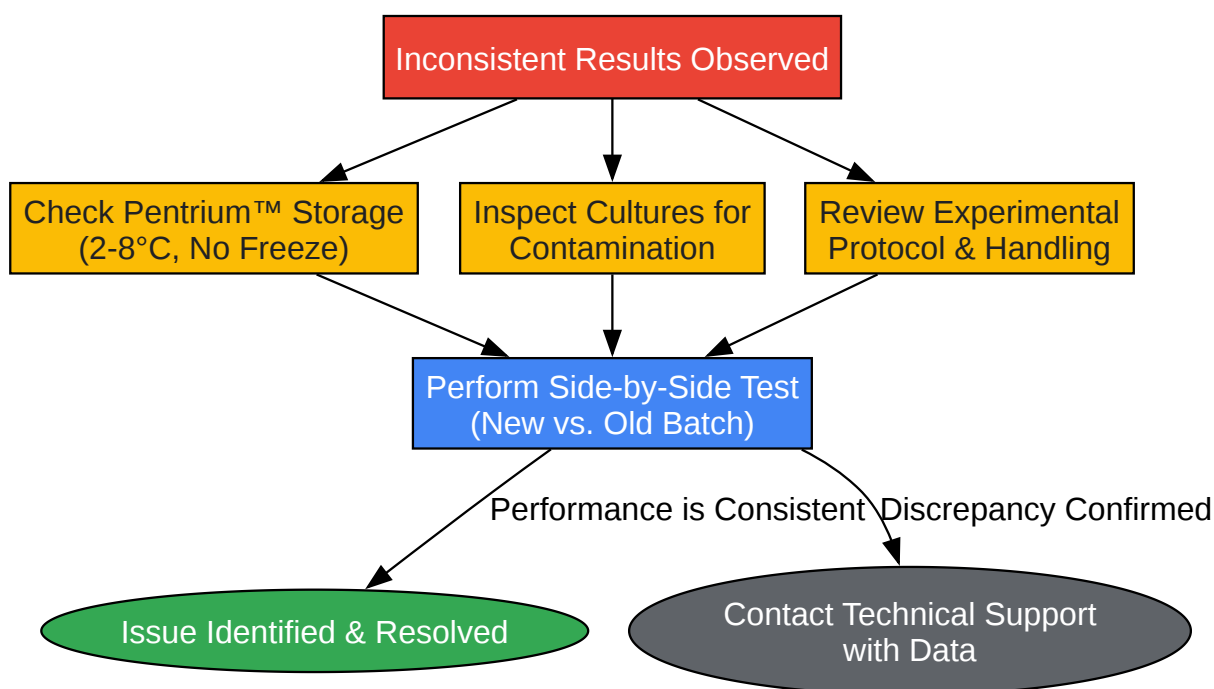 Inconsistent Results Observed
Check Pentrium™ Storage
(2-8°C, No Freeze)
Inspect Cultures for
Contamination
Review Experimental
Protocol & Handling
Perform Side-by-Side Test
(New vs. Old Batch)
Performance is Consistent
Discrepancy Confirmed
Issue Identified & Resolved
Contact Technical Support
with Data